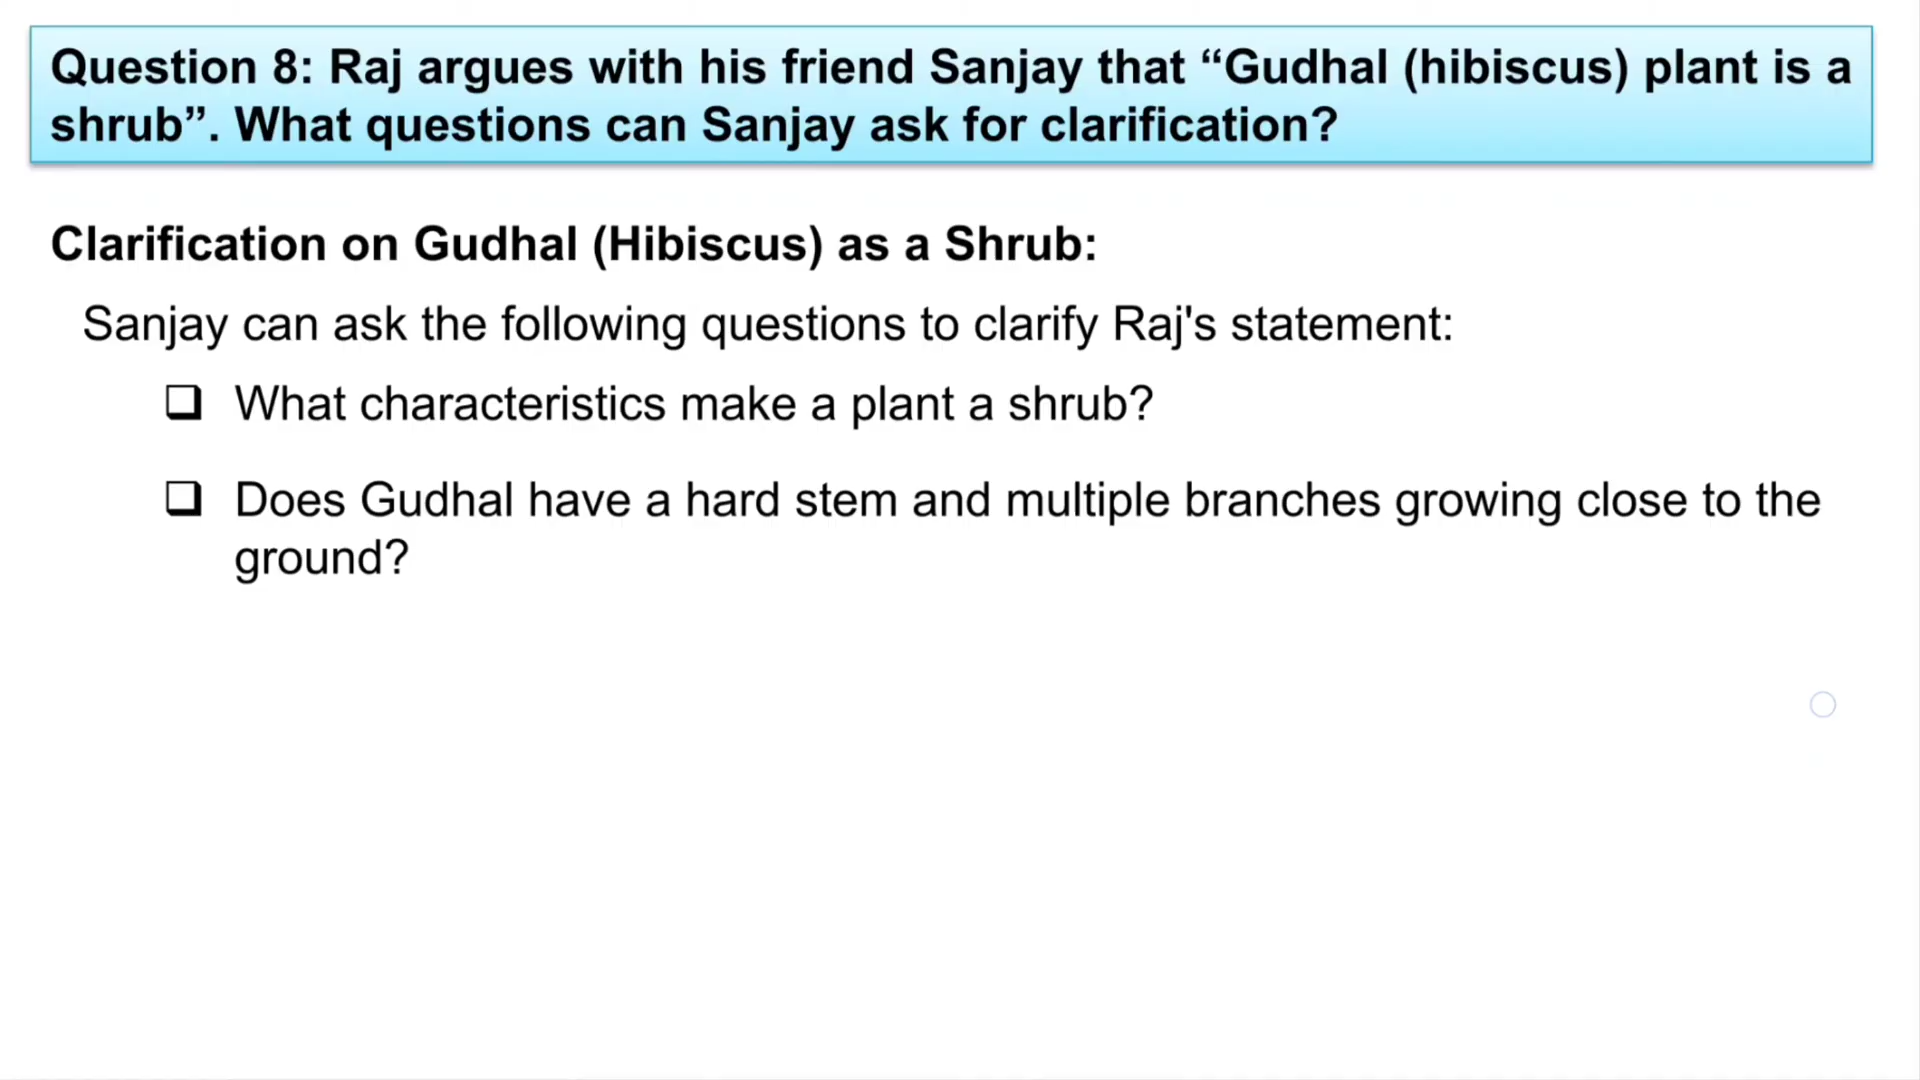 Question 8: Raj argues with his friend Sanjay that “Gudhal (hibiscus) plant is a
shrub”. What questions can Sanjay ask for clarification?
Clarification on Gudhal (Hibiscus) as a Shrub:
Sanjay can ask the following questions to clarify Raj's statement:
❑ What characteristics make a plant a shrub?
❑ Does Gudhal have a hard stem and multiple branches growing close to the
ground?